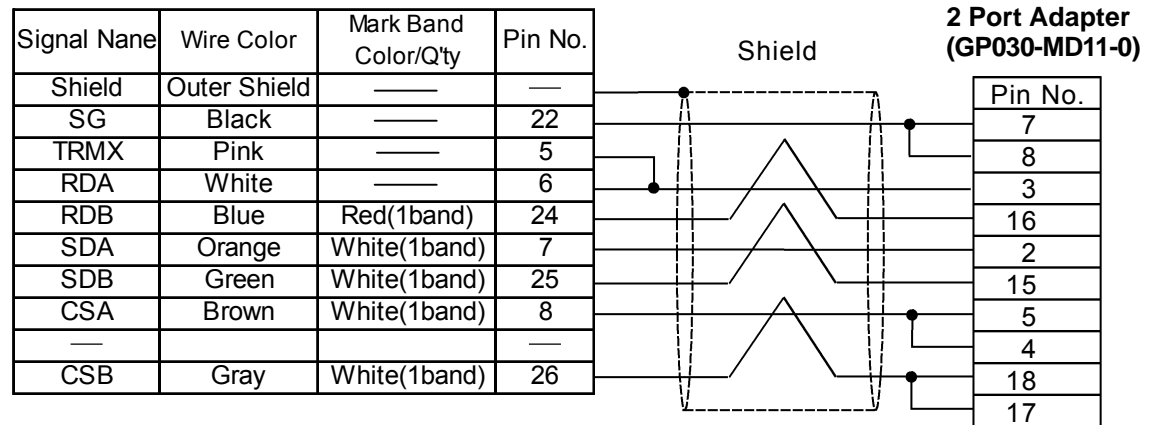 Signal Nane Wire Color Mark Band Color/Q'ty Pin No.
Shield Outer Shield —— —
SG Black —— 22
TRMX Pink —— 5
RDA White —— 6
RDB Blue Red(1band) 24
SDA Orange White(1band) 7
SDB Green White(1band) 25
CSA Brown White(1band) 8
— —
CSB Gray White(1band) 26
Shield
2 Port Adapter
(GP030-MD11-0)
Pin No.
7
8
3
16
2
15
5
4
18
17